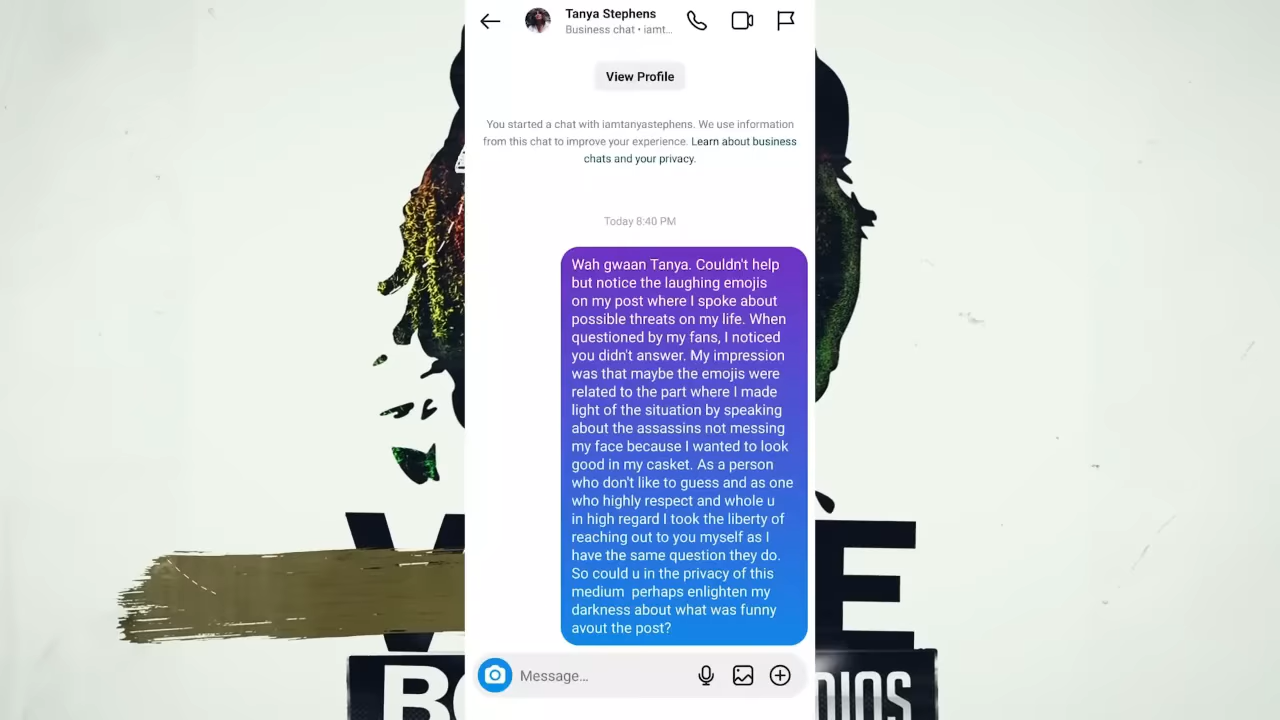 Tanya Stephens
Business chat • iamt...
View Profile
You started a chat with iamtanyastephens. We use information
from this chat to improve your experience. Learn about business
chats and your privacy.
Today 8:40 PM
Wah gwaan Tanya. Couldn't help
but notice the laughing emojis
on my post where I spoke about
possible threats on my life. When
questioned by my fans, I noticed
you didn't answer. My impression
was that maybe the emojis were
related to the part where I made
light of the situation by speaking
about the assassins not messing
my face because I wanted to look
good in my casket. As a person
who don't like to guess and as one
who highly respect and whole u
in high regard I took the liberty of
reaching out to you myself as I
have the same question they do.
So could u in the privacy of this
medium perhaps enlighten my
darkness about what was funny
avout the post?
Message...